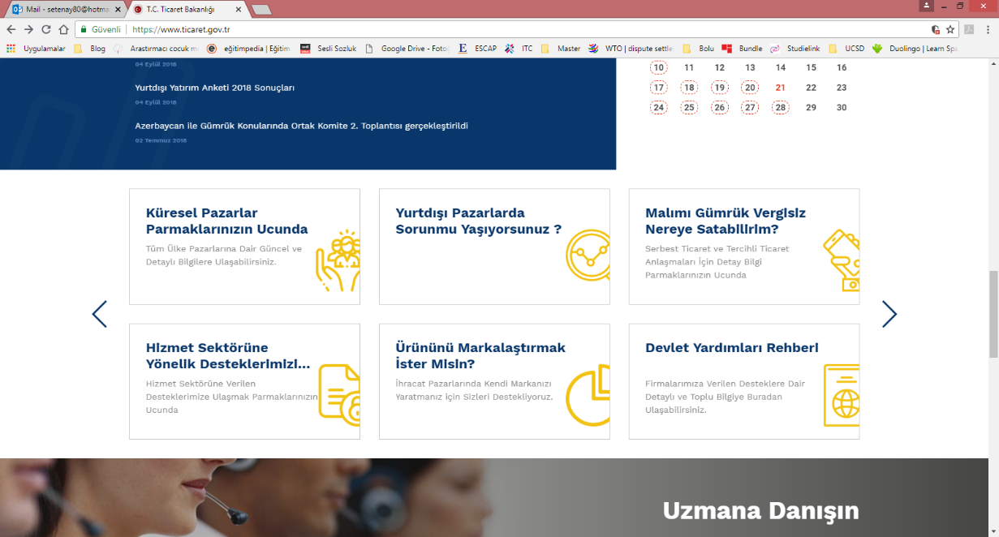 Mail - setenay80@hotma
T.C. Ticaret Bakanlığı
Güvenli
https://www.ticaret.gov.tr
Uygulamalar
Blog
Arastırmacı cocuk m
eğitimpedia | Eğitim
Sesli Sozluk
Google Drive - Foto
ESCAP
ITC
Master
WTO | dispute settle
Bolu
Bundle
Studielink
UCSD
Duolingo | Learn Spa
04 Eylül 2018
Yurtdışı Yatırım Anketi 2018 Sonuçları
04 Eylül 2018
Azerbaycan ile Gümrük Konularında Ortak Komite 2. Toplantısı gerçekleştirildi
02 Temmuz 2018
10 11 12 13 14 15 16
17 18 19 20 21 22 23
24 25 26 27 28 29 30
Küresel Pazarlar
Parmaklarınızın Ucunda
Tüm Ülke Pazarlarına Dair Güncel ve
Detaylı Bilgilere Ulaşabilirsiniz.
Yurtdışı Pazarlarda
Sorunmu Yaşıyorsunuz ?
Malımı Gümrük Vergisiz
Nereye Satabilirim?
Serbest Ticaret ve Tercihli Ticaret
Anlaşmaları İçin Detay Bilgi
Parmaklarınızın Ucunda
Hizmet Sektörüne
Yönelik Desteklerimizi...
Hizmet Sektörüne Verilen
Desteklerimize Ulaşmak Parmaklarınızın
Ucunda
Ürününü Markalaştırmak
İster Misin?
İhracat Pazarlarında Kendi Markanızı
Yaratmanız için Sizleri Destekliyoruz.
Devlet Yardımları Rehberi
Firmalarımıza Verilen Desteklere Dair
Detaylı ve Toplu Bilgiye Buradan
Ulaşabilirsiniz.
Uzmana Danışın